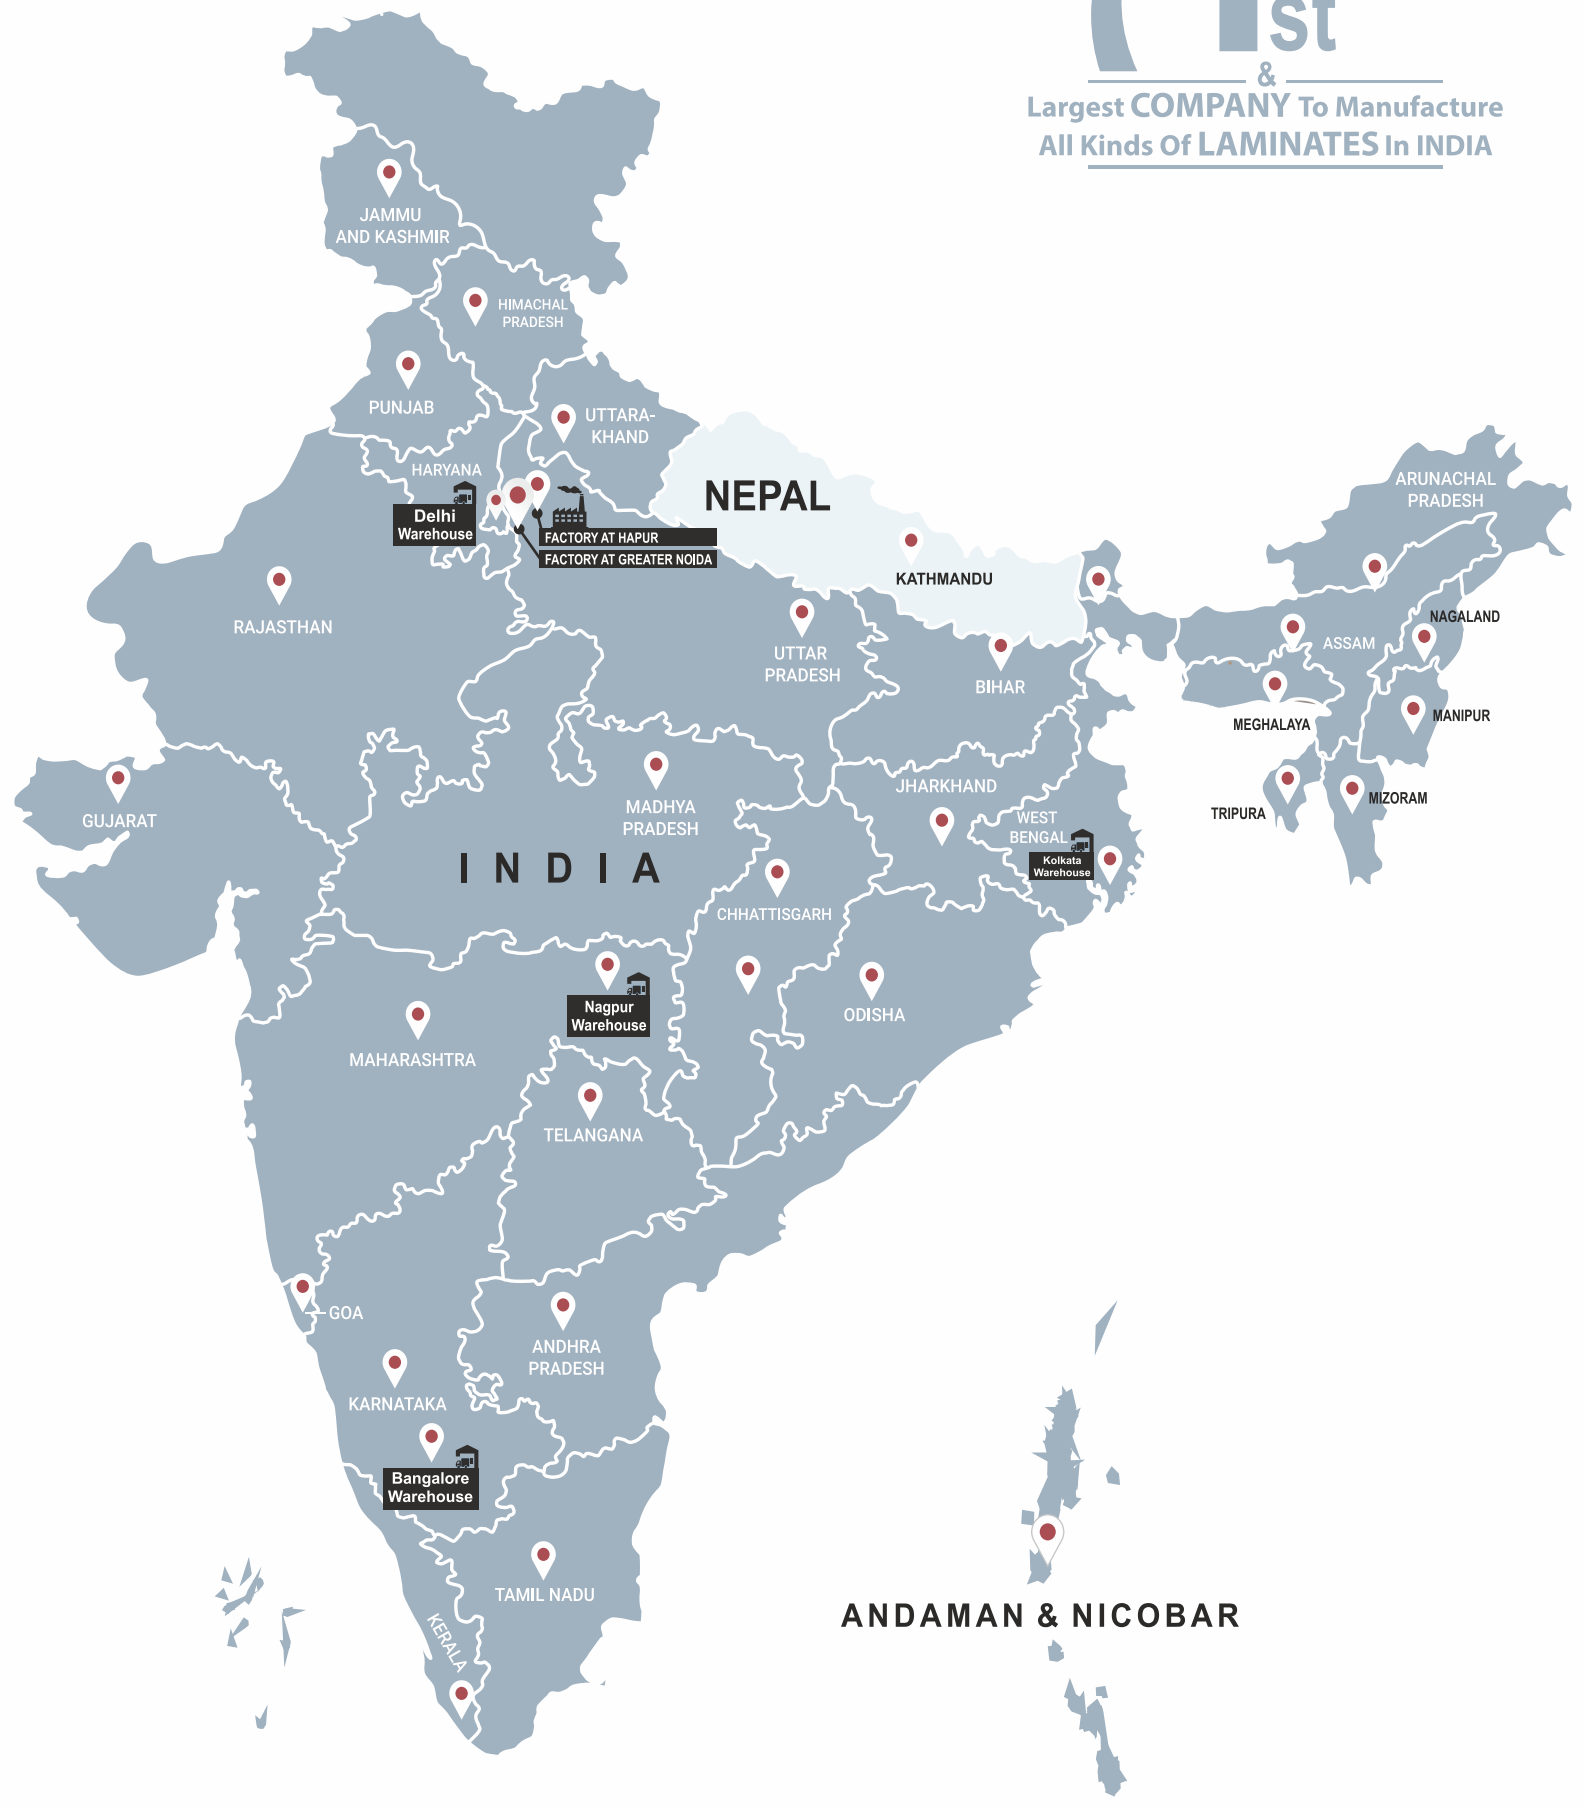 1st
&
Largest COMPANY To Manufacture
All Kinds Of LAMINATES In INDIA
JAMMU
AND KASHMIR
HIMACHAL
PRADESH
PUNJAB
UTTARA-
KHAND
HARYANA
Delhi
Warehouse
FACTORY AT HAPUR
FACTORY AT GREATER NOIDA
NEPAL
KATHMANDU
ARUNACHAL
PRADESH
RAJASTHAN
UTTAR
PRADESH
BIHAR
NAGALAND
ASSAM
MEGHALAYA
MANIPUR
GUJARAT
MADHYA
PRADESH
JHARKHAND
WEST
BENGAL
Kolkata
Warehouse
TRIPURA
MIZORAM
INDIA
CHHATTISGARH
Nagpur
Warehouse
ODISHA
MAHARASHTRA
TELANGANA
GOA
ANDHRA
PRADESH
KARNATAKA
Bangalore
Warehouse
TAMIL NADU
KERALA
ANDAMAN & NICOBAR